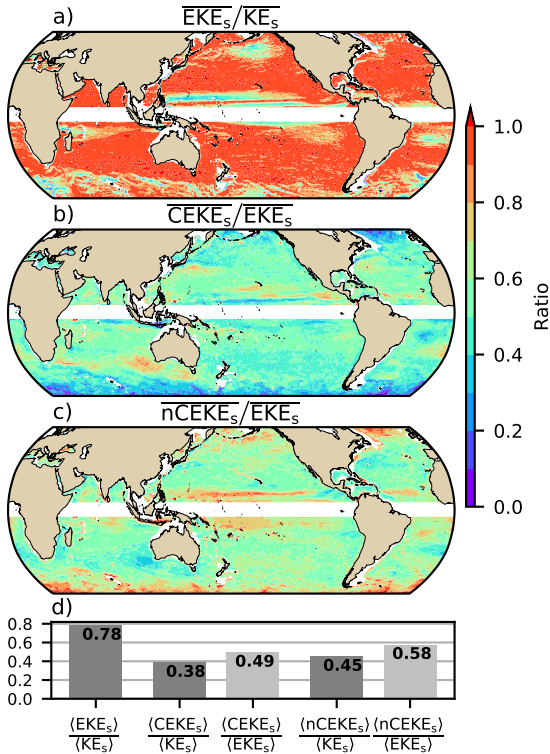 a) EKEₛ/KEₛ
b) CEKEₛ/EKEₛ
c) nCEKEₛ/EKEₛ
1.0
0.8
0.6
0.4
0.2
0.0
Ratio
d)
0.8
0.6
0.4
0.2
0.0
0.78
0.38
0.49
0.45
0.58
⟨EKEₛ⟩ ⟨CEKEₛ⟩ ⟨CEKEₛ⟩ ⟨nCEKEₛ⟩ ⟨nCEKEₛ⟩
⟨KEₛ⟩ ⟨KEₛ⟩ ⟨EKEₛ⟩ ⟨KEₛ⟩ ⟨EKEₛ⟩